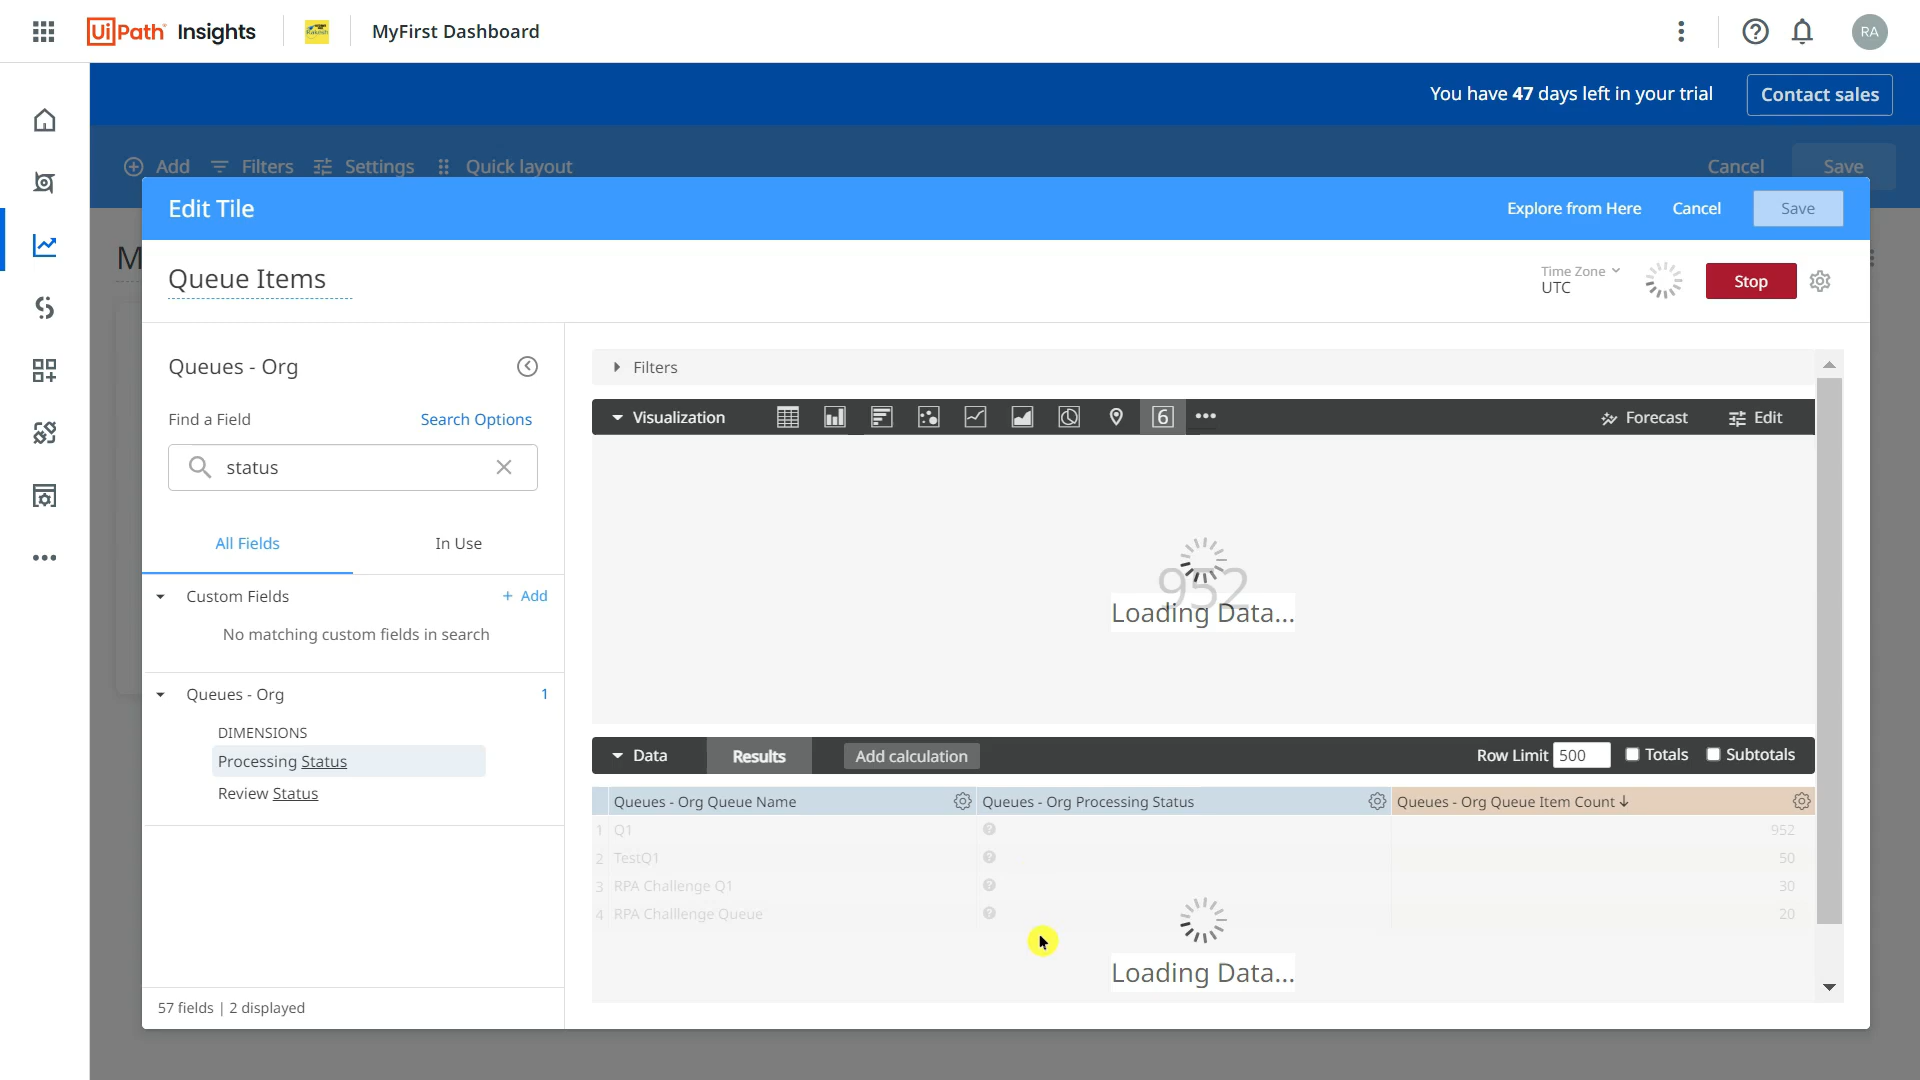 UiPath Insights
MyFirst Dashboard
RA
You have 47 days left in your trial
Contact sales
Add
Filters
Settings
Quick layout
Cancel
Save
Edit Tile
Explore from Here
Cancel
Save
M
Queue Items
Time Zone
UTC
Stop
Queues - Org
Find a Field
Search Options
status
All Fields
In Use
Custom Fields
+ Add
No matching custom fields in search
Queues - Org
1
DIMENSIONS
Processing Status
Review Status
57 fields | 2 displayed
Filters
Visualization
6
Forecast
Edit
952
Loading Data...
Data
Results
Add calculation
Row Limit 500
Totals
Subtotals
Queues - Org Queue Name
Queues - Org Processing Status
Queues - Org Queue Item Count ↓
1 Q1 952
2 TestQ1 50
3 RPA Challenge Q1 30
4 RPA Challlenge Queue 20
Loading Data...